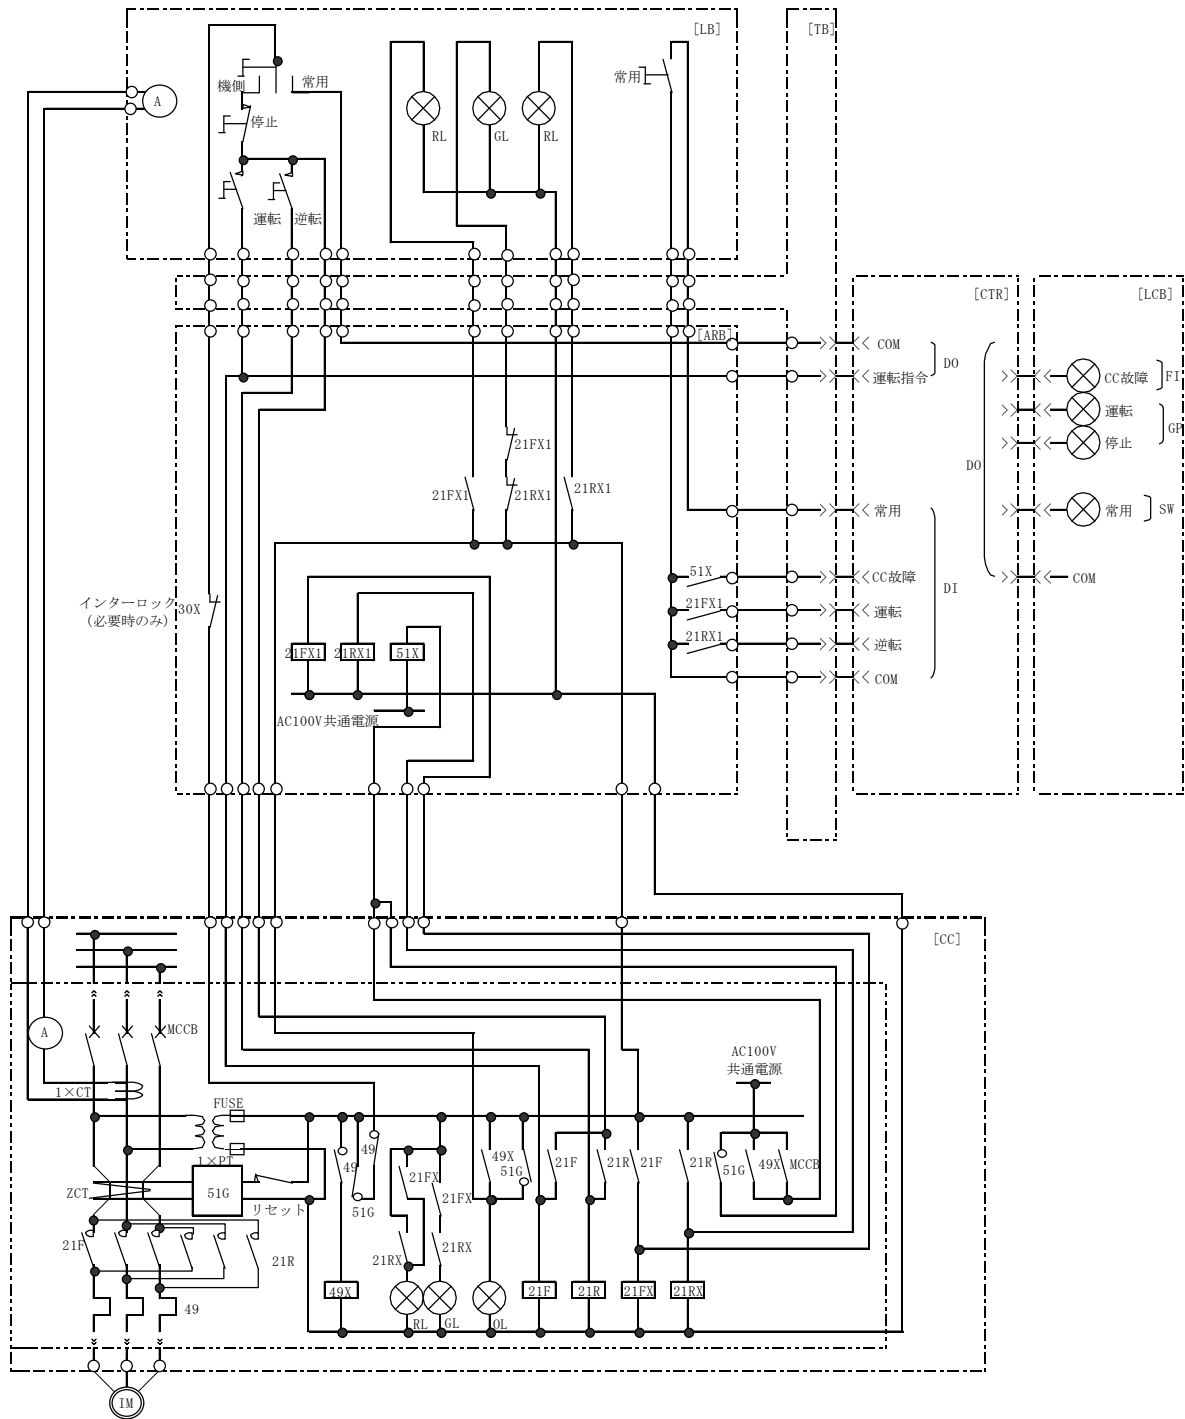 [LB]
[TB]
機側
常用
常用
A
停止
RL
GL
RL
運転 逆転
[CTR]
[LCB]
[ARB]
COM
DO
運転指令
CC故障
FI
運転
GP
停止
21FX1
DO
21FX1
21RX1
21RX1
常用
常用
SW
51X
CC故障
COM
DI
インターロック
30X
(必要時のみ)
21FX1
運転
21RX1
逆転
21FX1
21RX1
51X
COM
AC100V共通電源
[CC]
A
MCCB
AC100V
共通電源
1×CT
FUSE
1×PT
49
49
49X
51G
21F
21R
21F
21R
51G
49X
MCCB
ZCT
51G
リセット
51G
21FX
21FX
21F
21R
21RX
21RX
49X
21F
21R
21FX
21RX
49
RL
GL
OL
IM